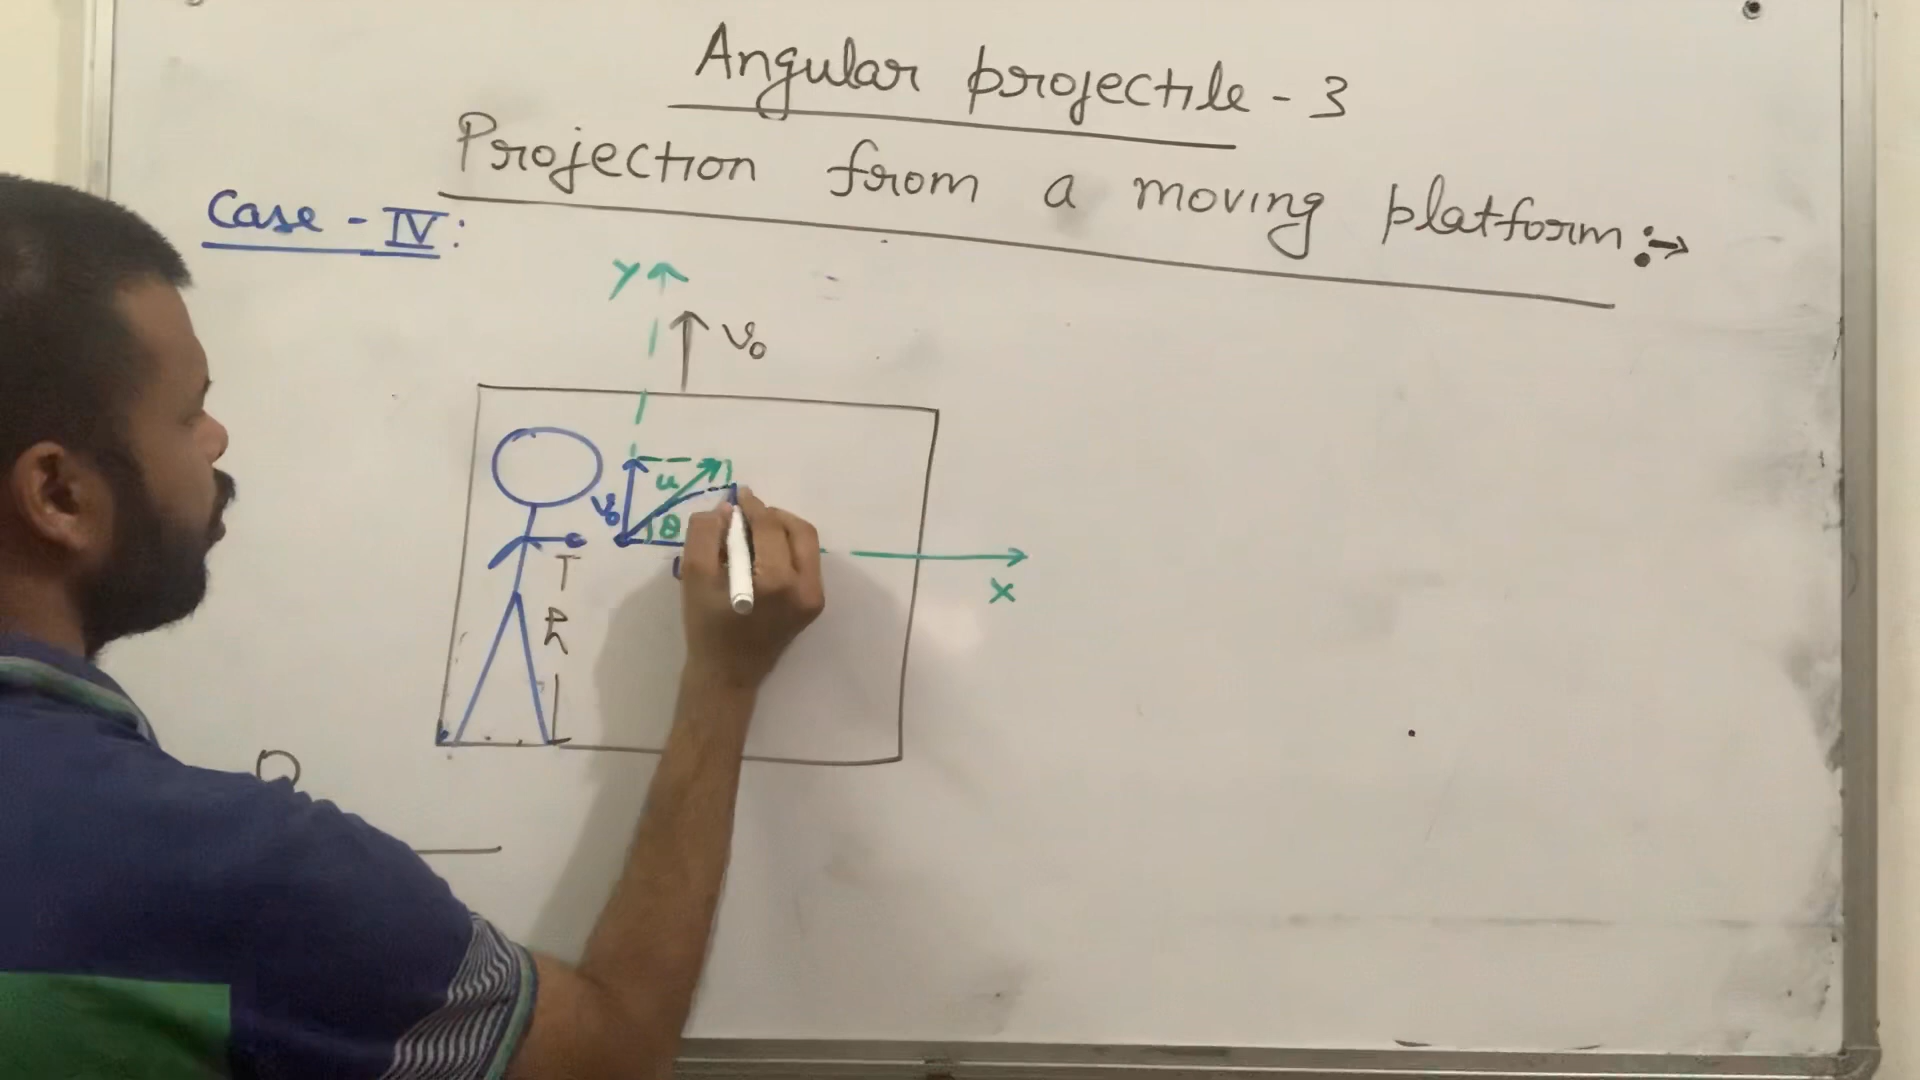 Angular projectile - 3
Projection from a moving platform :→
Case - IV :
y
v₀
u
v₀
θ
x
T
R